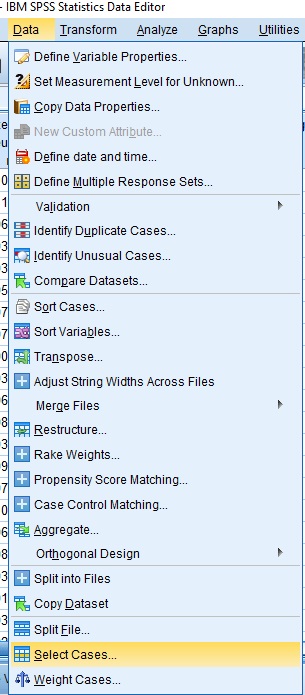 - IBM SPSS Statistics Data Editor
Data Transform Analyze Graphs Utilities
Define Variable Properties...
Set Measurement Level for Unknown...
Copy Data Properties...
New Custom Attribute...
Define date and time...
Define Multiple Response Sets...
Validation
Identify Duplicate Cases...
Identify Unusual Cases...
Compare Datasets...
Sort Cases...
Sort Variables...
Transpose...
Adjust String Widths Across Files
Merge Files
Restructure...
Rake Weights...
Propensity Score Matching...
Case Control Matching...
Aggregate...
Orthogonal Design
Split into Files
Copy Dataset
Split File...
Select Cases...
Weight Cases...